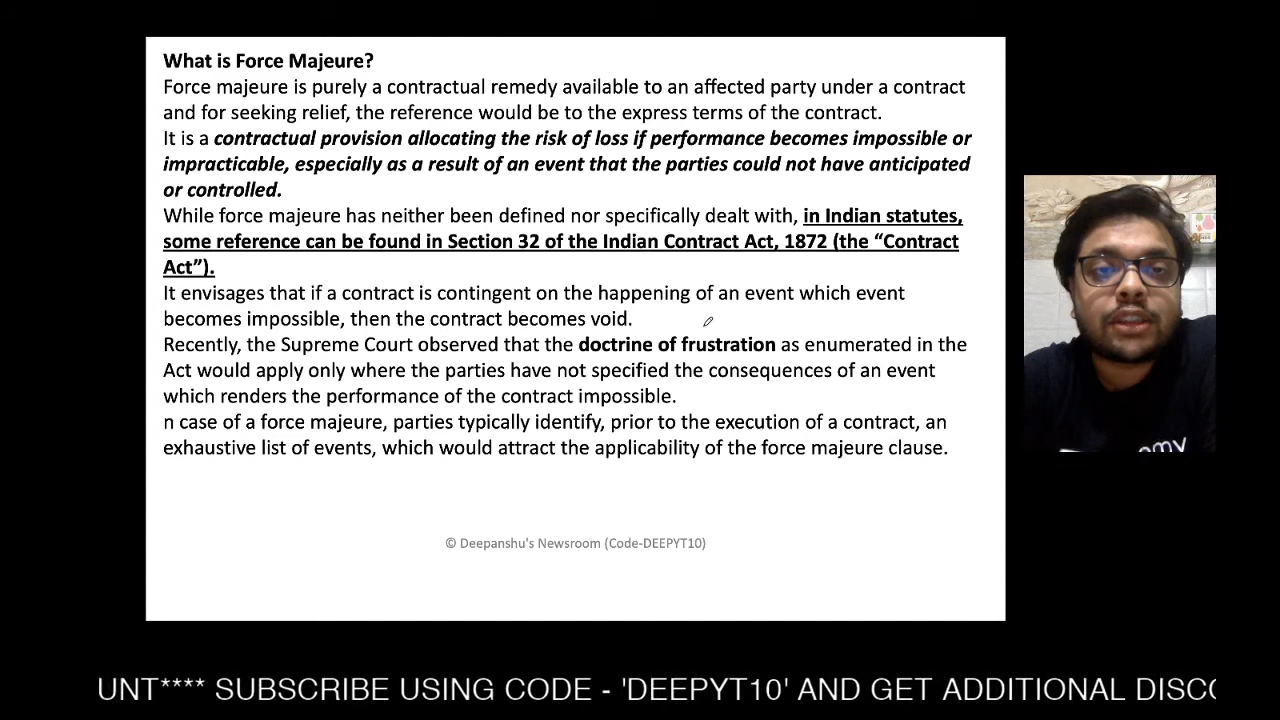 What is Force Majeure?
Force majeure is purely a contractual remedy available to an affected party under a contract
and for seeking relief, the reference would be to the express terms of the contract.
It is a contractual provision allocating the risk of loss if performance becomes impossible or
impracticable, especially as a result of an event that the parties could not have anticipated
or controlled.
While force majeure has neither been defined nor specifically dealt with, in Indian statutes,
some reference can be found in Section 32 of the Indian Contract Act, 1872 (the “Contract
Act”).
It envisages that if a contract is contingent on the happening of an event which event
becomes impossible, then the contract becomes void.
Recently, the Supreme Court observed that the doctrine of frustration as enumerated in the
Act would apply only where the parties have not specified the consequences of an event
which renders the performance of the contract impossible.
n case of a force majeure, parties typically identify, prior to the execution of a contract, an
exhaustive list of events, which would attract the applicability of the force majeure clause.
© Deepanshu's Newsroom (Code-DEEPYT10)
omy
UNT**** SUBSCRIBE USING CODE - 'DEEPYT10' AND GET ADDITIONAL DISC